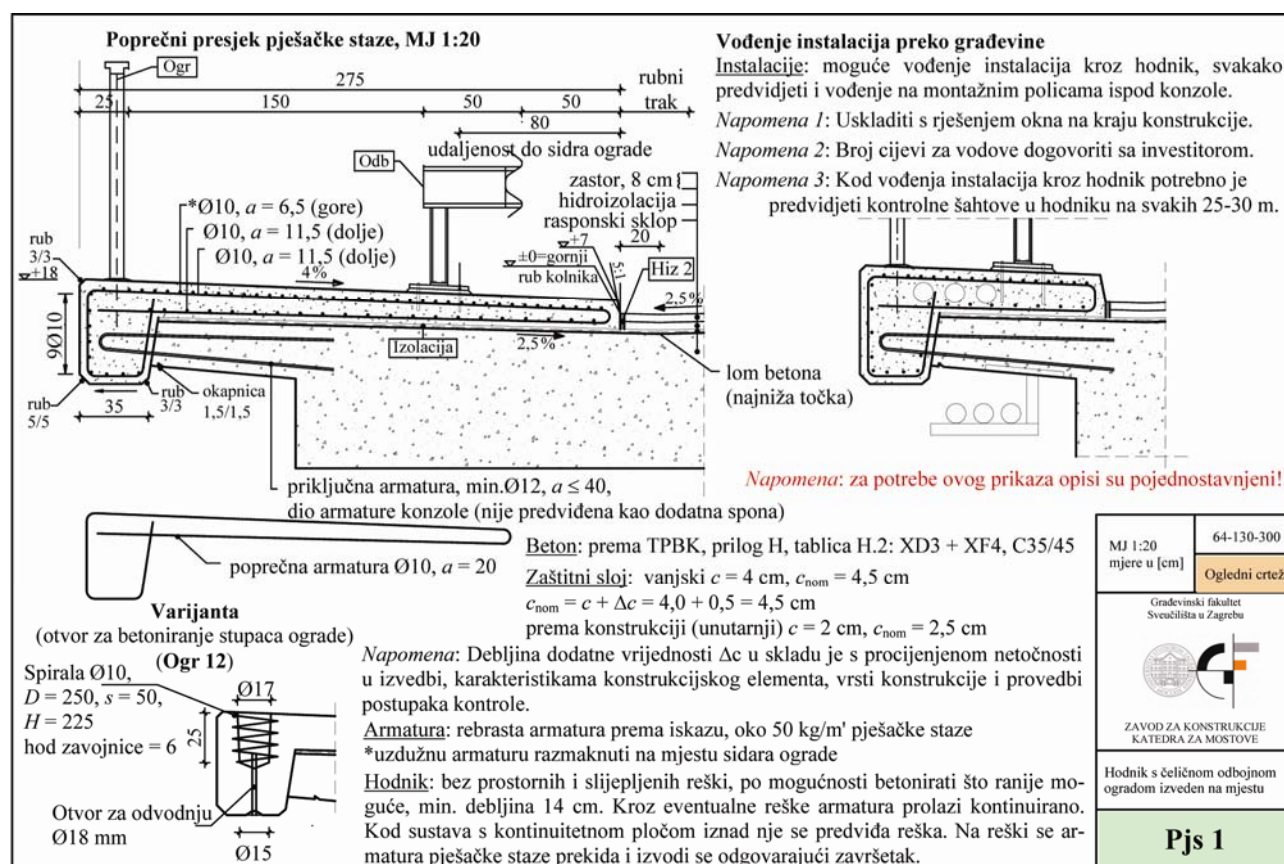 Poprečni presjek pješačke staze, MJ 1:20
Ogr
275
rubni
trak
25
150
50
50
80
udaljenost do sidra ograde
Odb
zastor, 8 cm
hidroizolacija
rasponski sklop
*Ø10, a = 6,5 (gore)
Ø10, a = 11,5 (dolje)
Ø10, a = 11,5 (dolje)
rub
3/3
+18
4%
+7
20
±0=gornji
rub kolnika
5:1
Hiz 2
2,5%
9Ø10
Izolacija
2,5%
lom betona
(najniža točka)
rub
5/5
35
rub
3/3
okapnica
1,5/1,5
priključna armatura, min.Ø12, a ≤ 40,
dio armature konzole (nije predviđena kao dodatna spona)
poprečna armatura Ø10, a = 20
Varijanta
(otvor za betoniranje stupaca ograde)
(Ogr 12)
Spirala Ø10,
D = 250, s = 50,
H = 225
hod zavojnice = 6
Ø17
25
Otvor za odvodnju
Ø18 mm
Ø15
Vođenje instalacija preko građevine
Instalacije: moguće vođenje instalacija kroz hodnik, svakako
predvidjeti i vođenje na montažnim policama ispod konzole.
Napomena 1: Uskladiti s rješenjem okna na kraju konstrukcije.
Napomena 2: Broj cijevi za vodove dogovoriti sa investitorom.
Napomena 3: Kod vođenja instalacija kroz hodnik potrebno je
predvidjeti kontrolne šahtove u hodniku na svakih 25-30 m.
Napomena: za potrebe ovog prikaza opisi su pojednostavnjeni!
Beton: prema TPBK, prilog H, tablica H.2: XD3 + XF4, C35/45
Zaštitni sloj: vanjski c = 4 cm, cnom = 4,5 cm
cnom = c + Δc = 4,0 + 0,5 = 4,5 cm
prema konstrukciji (unutarnji) c = 2 cm, cnom = 2,5 cm
Napomena: Debljina dodatne vrijednosti Δc u skladu je s procijenjenom netočnosti
u izvedbi, karakteristikama konstrukcijskog elementa, vrsti konstrukcije i provedbi
postupaka kontrole.
Armatura: rebrasta armatura prema iskazu, oko 50 kg/m' pješačke staze
*uzdužnu armaturu razmaknuti na mjestu sidara ograde
Hodnik: bez prostornih i slijepljenih reški, po mogućnosti betonirati što ranije mo-
guće, min. debljina 14 cm. Kroz eventualne reške armatura prolazi kontinuirano.
Kod sustava s kontinuitetnom pločom iznad nje se predviđa reška. Na reški se ar-
matura pješačke staze prekida i izvodi se odgovarajući završetak.
MJ 1:20
mjere u [cm]
64-130-300
Ogledni crtež
Građevinski fakultet
Sveučilišta u Zagrebu
ZAVOD ZA KONSTRUKCIJE
KATEDRA ZA MOSTOVE
Hodnik s čeličnom odbojnom
ogradom izveden na mjestu
Pjs 1